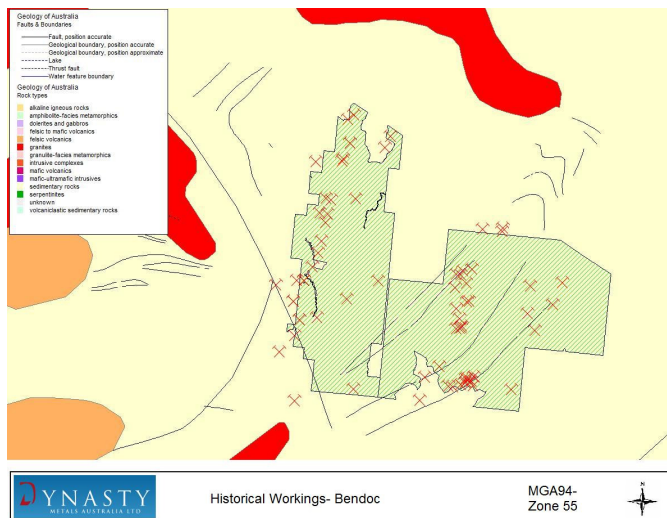 Geology of Australia
Faults & Boundaries
Fault, position accurate
Geological boundary, position accurate
Geological boundary, position approximate
Lake
Thrust fault
Water feature boundary
Geology of Australia
Rock types
alkaline igneous rocks
amphibolite-facies metamorphics
dolerites and gabbros
felsic to mafic volcanics
felsic volcanics
granites
granulite-facies metamorphics
intrusive complexes
mafic volcanics
mafic-ultramafic intrusives
sedimentary rocks
serpentinites
unknown
volcaniclastic sedimentary rocks
DYNASTY
METALS AUSTRALIA LTD
Historical Workings- Bendoc
MGA94-
Zone 55